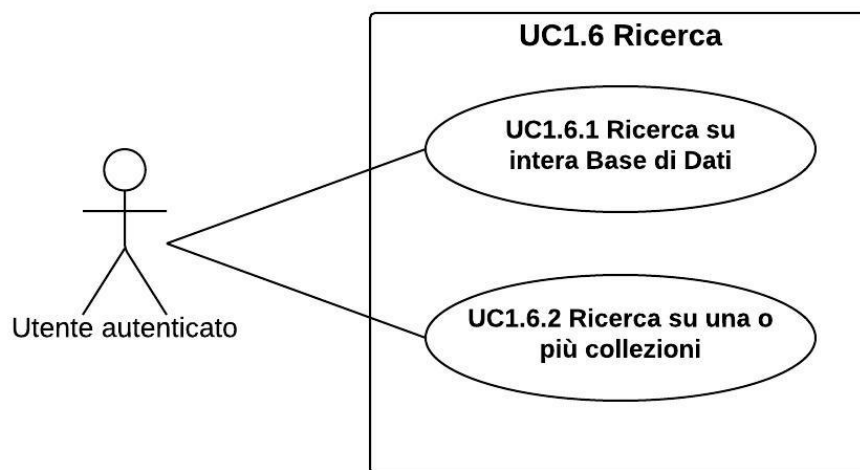 UC1.6 Ricerca
UC1.6.1 Ricerca su
intera Base di Dati
Utente autenticato
UC1.6.2 Ricerca su una o
più collezioni